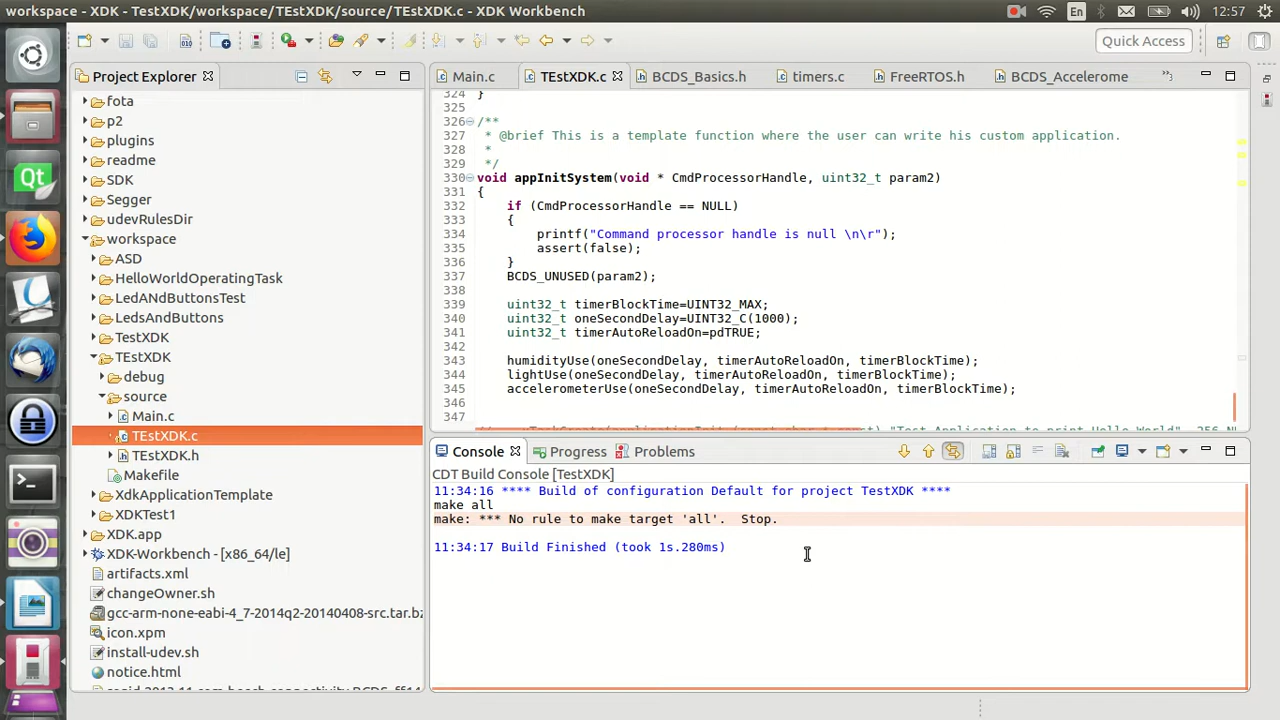 workspace - XDK - TestXDK/workspace/TEstXDK/source/TEstXDK.c - XDK Workbench
En
12:57
010
Quick Access
Project Explorer
Main.c
TEstXDK.c
BCDS_Basics.h
timers.c
FreeRTOS.h
BCDS_Accelerome
fota
p2
plugins
readme
SDK
Segger
udevRulesDir
workspace
ASD
HelloWorldOperatingTask
LedANdButtonsTest
LedsAndButtons
TestXDK
TEstXDK
debug
source
Main.c
TEstXDK.c
TEstXDK.h
Makefile
XdkApplicationTemplate
XDKTest1
XDK.app
XDK-Workbench - [x86_64/le]
artifacts.xml
changeOwner.sh
gcc-arm-none-eabi-4_7-2014q2-20140408-src.tar.bz
icon.xpm
install-udev.sh
notice.html
Qt
324 }
325
326 /**
327 * @brief This is a template function where the user can write his custom application.
328 *
329 */
330 void appInitSystem(void * CmdProcessorHandle, uint32_t param2)
331 {
332 if (CmdProcessorHandle == NULL)
333 {
334 printf("Command processor handle is null \n\r");
335 assert(false);
336 }
337 BCDS_UNUSED(param2);
338
339 uint32_t timerBlockTime=UINT32_MAX;
340 uint32_t oneSecondDelay=UINT32_C(1000);
341 uint32_t timerAutoReloadOn=pdTRUE;
342
343 humidityUse(oneSecondDelay, timerAutoReloadOn, timerBlockTime);
344 lightUse(oneSecondDelay, timerAutoReloadOn, timerBlockTime);
345 accelerometerUse(oneSecondDelay, timerAutoReloadOn, timerBlockTime);
346
347
Console
Progress
Problems
CDT Build Console [TestXDK]
11:34:16 **** Build of configuration Default for project TestXDK ****
make all
make: *** No rule to make target 'all'.  Stop.
11:34:17 Build Finished (took 1s.280ms)